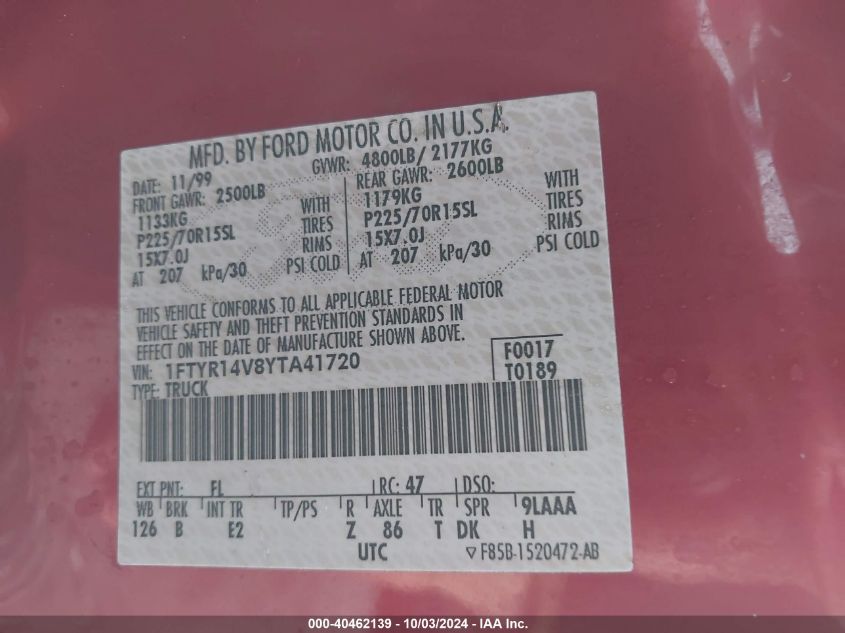 MFD. BY FORD MOTOR CO. IN U.S.A.
DATE: 11/99 GVWR: 4800LB/ 2177KG
FRONT GAWR: 2500LB REAR GAWR: 2600LB
1133KG WITH 1179KG WITH
P225/70R15SL TIRES P225/70R15SL TIRES
15X7.0J RIMS 15X7.0J RIMS
AT 207 kPa/30 PSI COLD AT 207 kPa/30 PSI COLD
THIS VEHICLE CONFORMS TO ALL APPLICABLE FEDERAL MOTOR
VEHICLE SAFETY AND THEFT PREVENTION STANDARDS IN
EFFECT ON THE DATE OF MANUFACTURE SHOWN ABOVE.
VIN: 1FTYR14V8YTA41720 F0017
TYPE: TRUCK T0189
EXT PNT: FL RC: 47 DSO:
WB BRK INT TR TP/PS R AXLE TR SPR 9LAAA
126 B E2 Z 86 T DK H
UTC ▽ F85B-1520472-AB
000-40462139 - 10/03/2024 - IAA Inc.